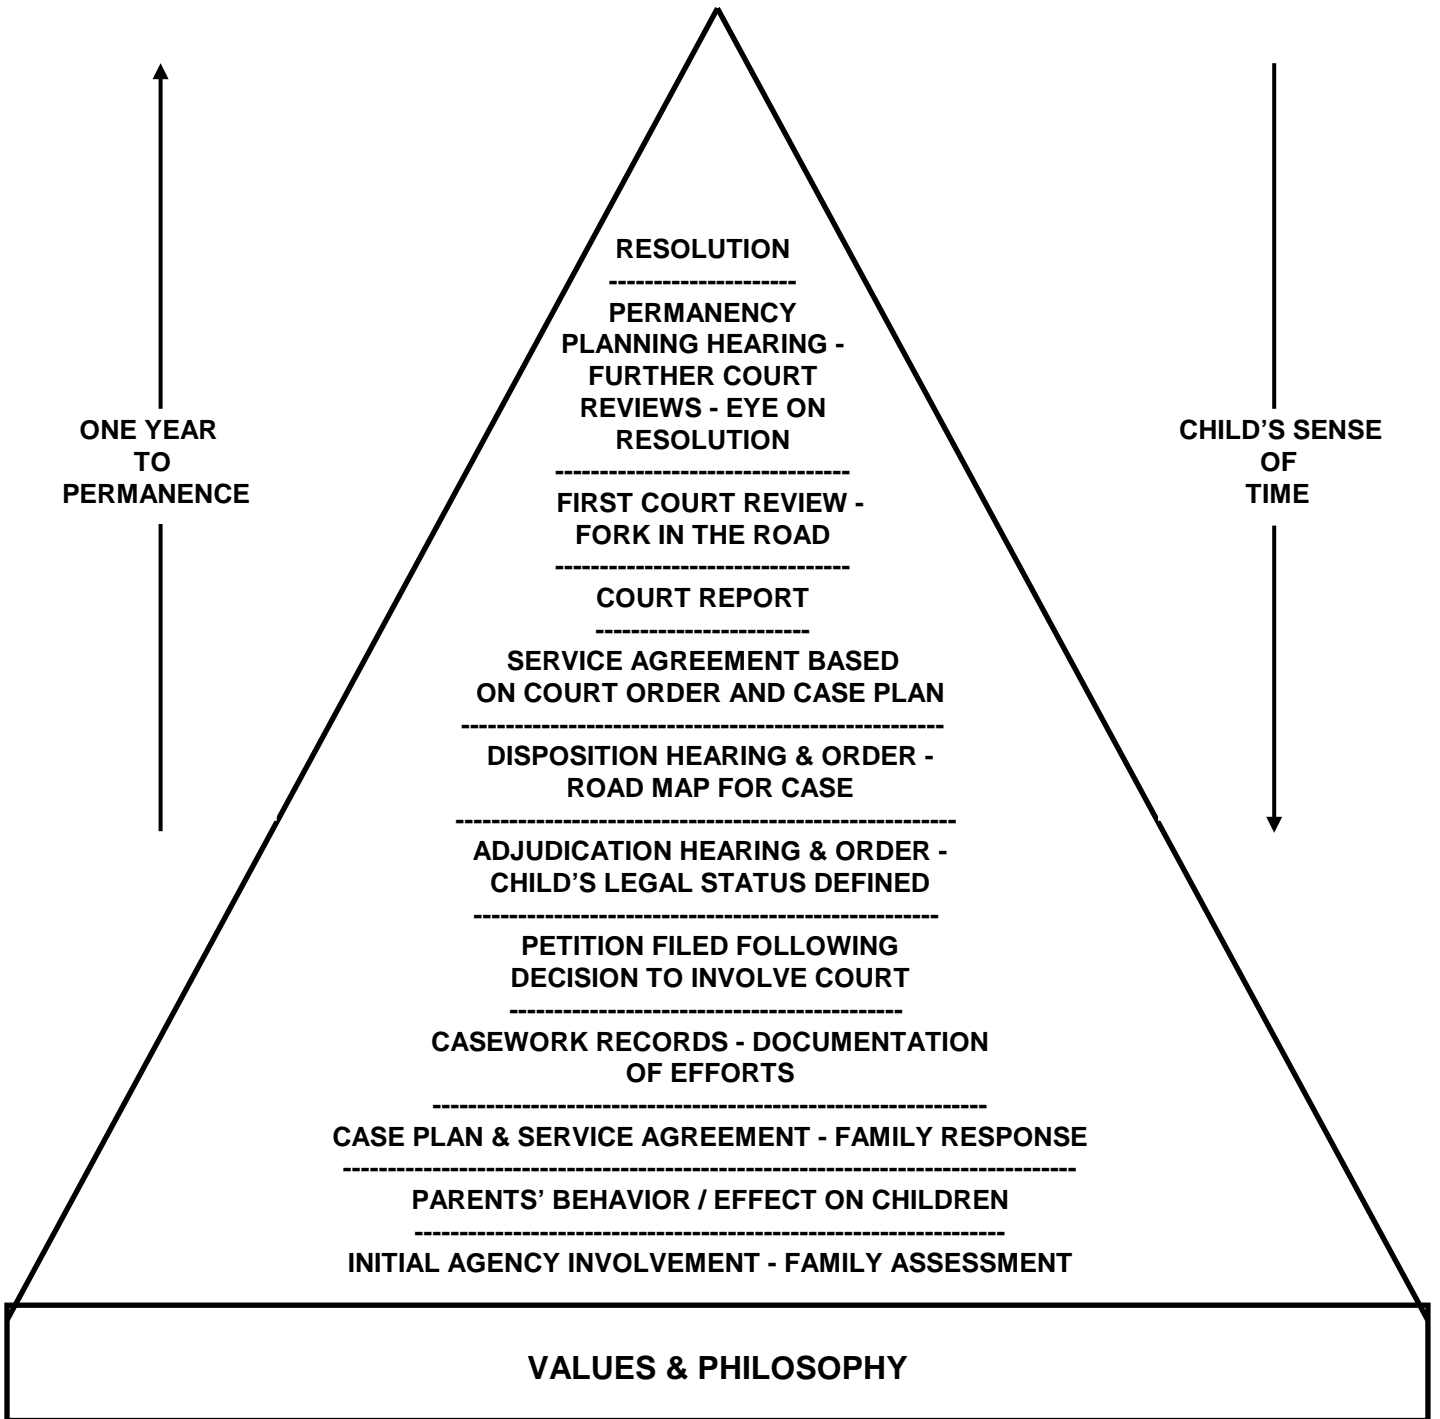 RESOLUTION
---------------------
PERMANENCY
PLANNING HEARING -
FURTHER COURT
REVIEWS - EYE ON
RESOLUTION
---------------------------------
FIRST COURT REVIEW -
FORK IN THE ROAD
---------------------------------
COURT REPORT
------------------------
SERVICE AGREEMENT BASED
ON COURT ORDER AND CASE PLAN
------------------------------------------------------
DISPOSITION HEARING & ORDER -
ROAD MAP FOR CASE
--------------------------------------------------------
ADJUDICATION HEARING & ORDER -
CHILD’S LEGAL STATUS DEFINED
----------------------------------------------------
PETITION FILED FOLLOWING
DECISION TO INVOLVE COURT
--------------------------------------------
CASEWORK RECORDS - DOCUMENTATION
OF EFFORTS
--------------------------------------------------------------
CASE PLAN & SERVICE AGREEMENT - FAMILY RESPONSE
----------------------------------------------------------------------------------
PARENTS’ BEHAVIOR / EFFECT ON CHILDREN
------------------------------------------------------------------
INITIAL AGENCY INVOLVEMENT - FAMILY ASSESSMENT
VALUES & PHILOSOPHY
ONE YEAR
TO
PERMANENCE
CHILD’S SENSE
OF
TIME